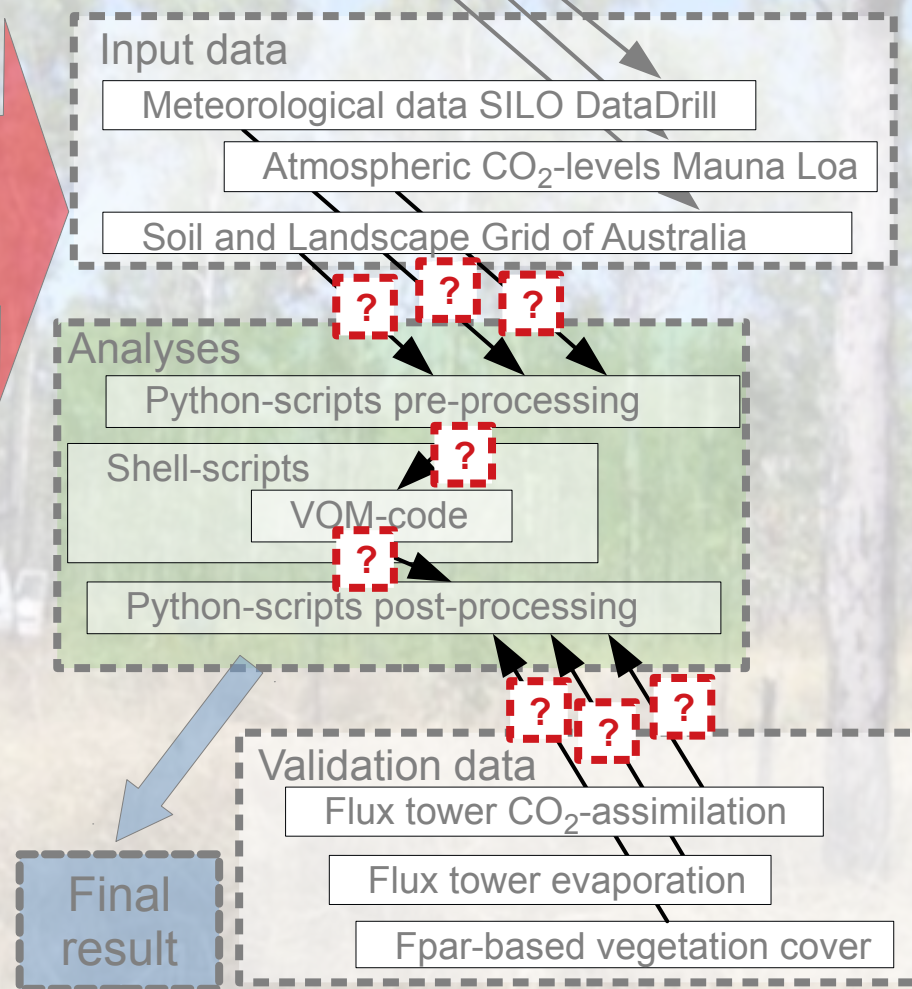 Input data
Meteorological data SILO DataDrill
Atmospheric CO₂-levels Mauna Loa
Soil and Landscape Grid of Australia
? ? ?
Analyses
Python-scripts pre-processing
?
Shell-scripts
VOM-code
?
Python-scripts post-processing
? ? ?
Validation data
Flux tower CO₂-assimilation
Flux tower evaporation
Fpar-based vegetation cover
Final
result